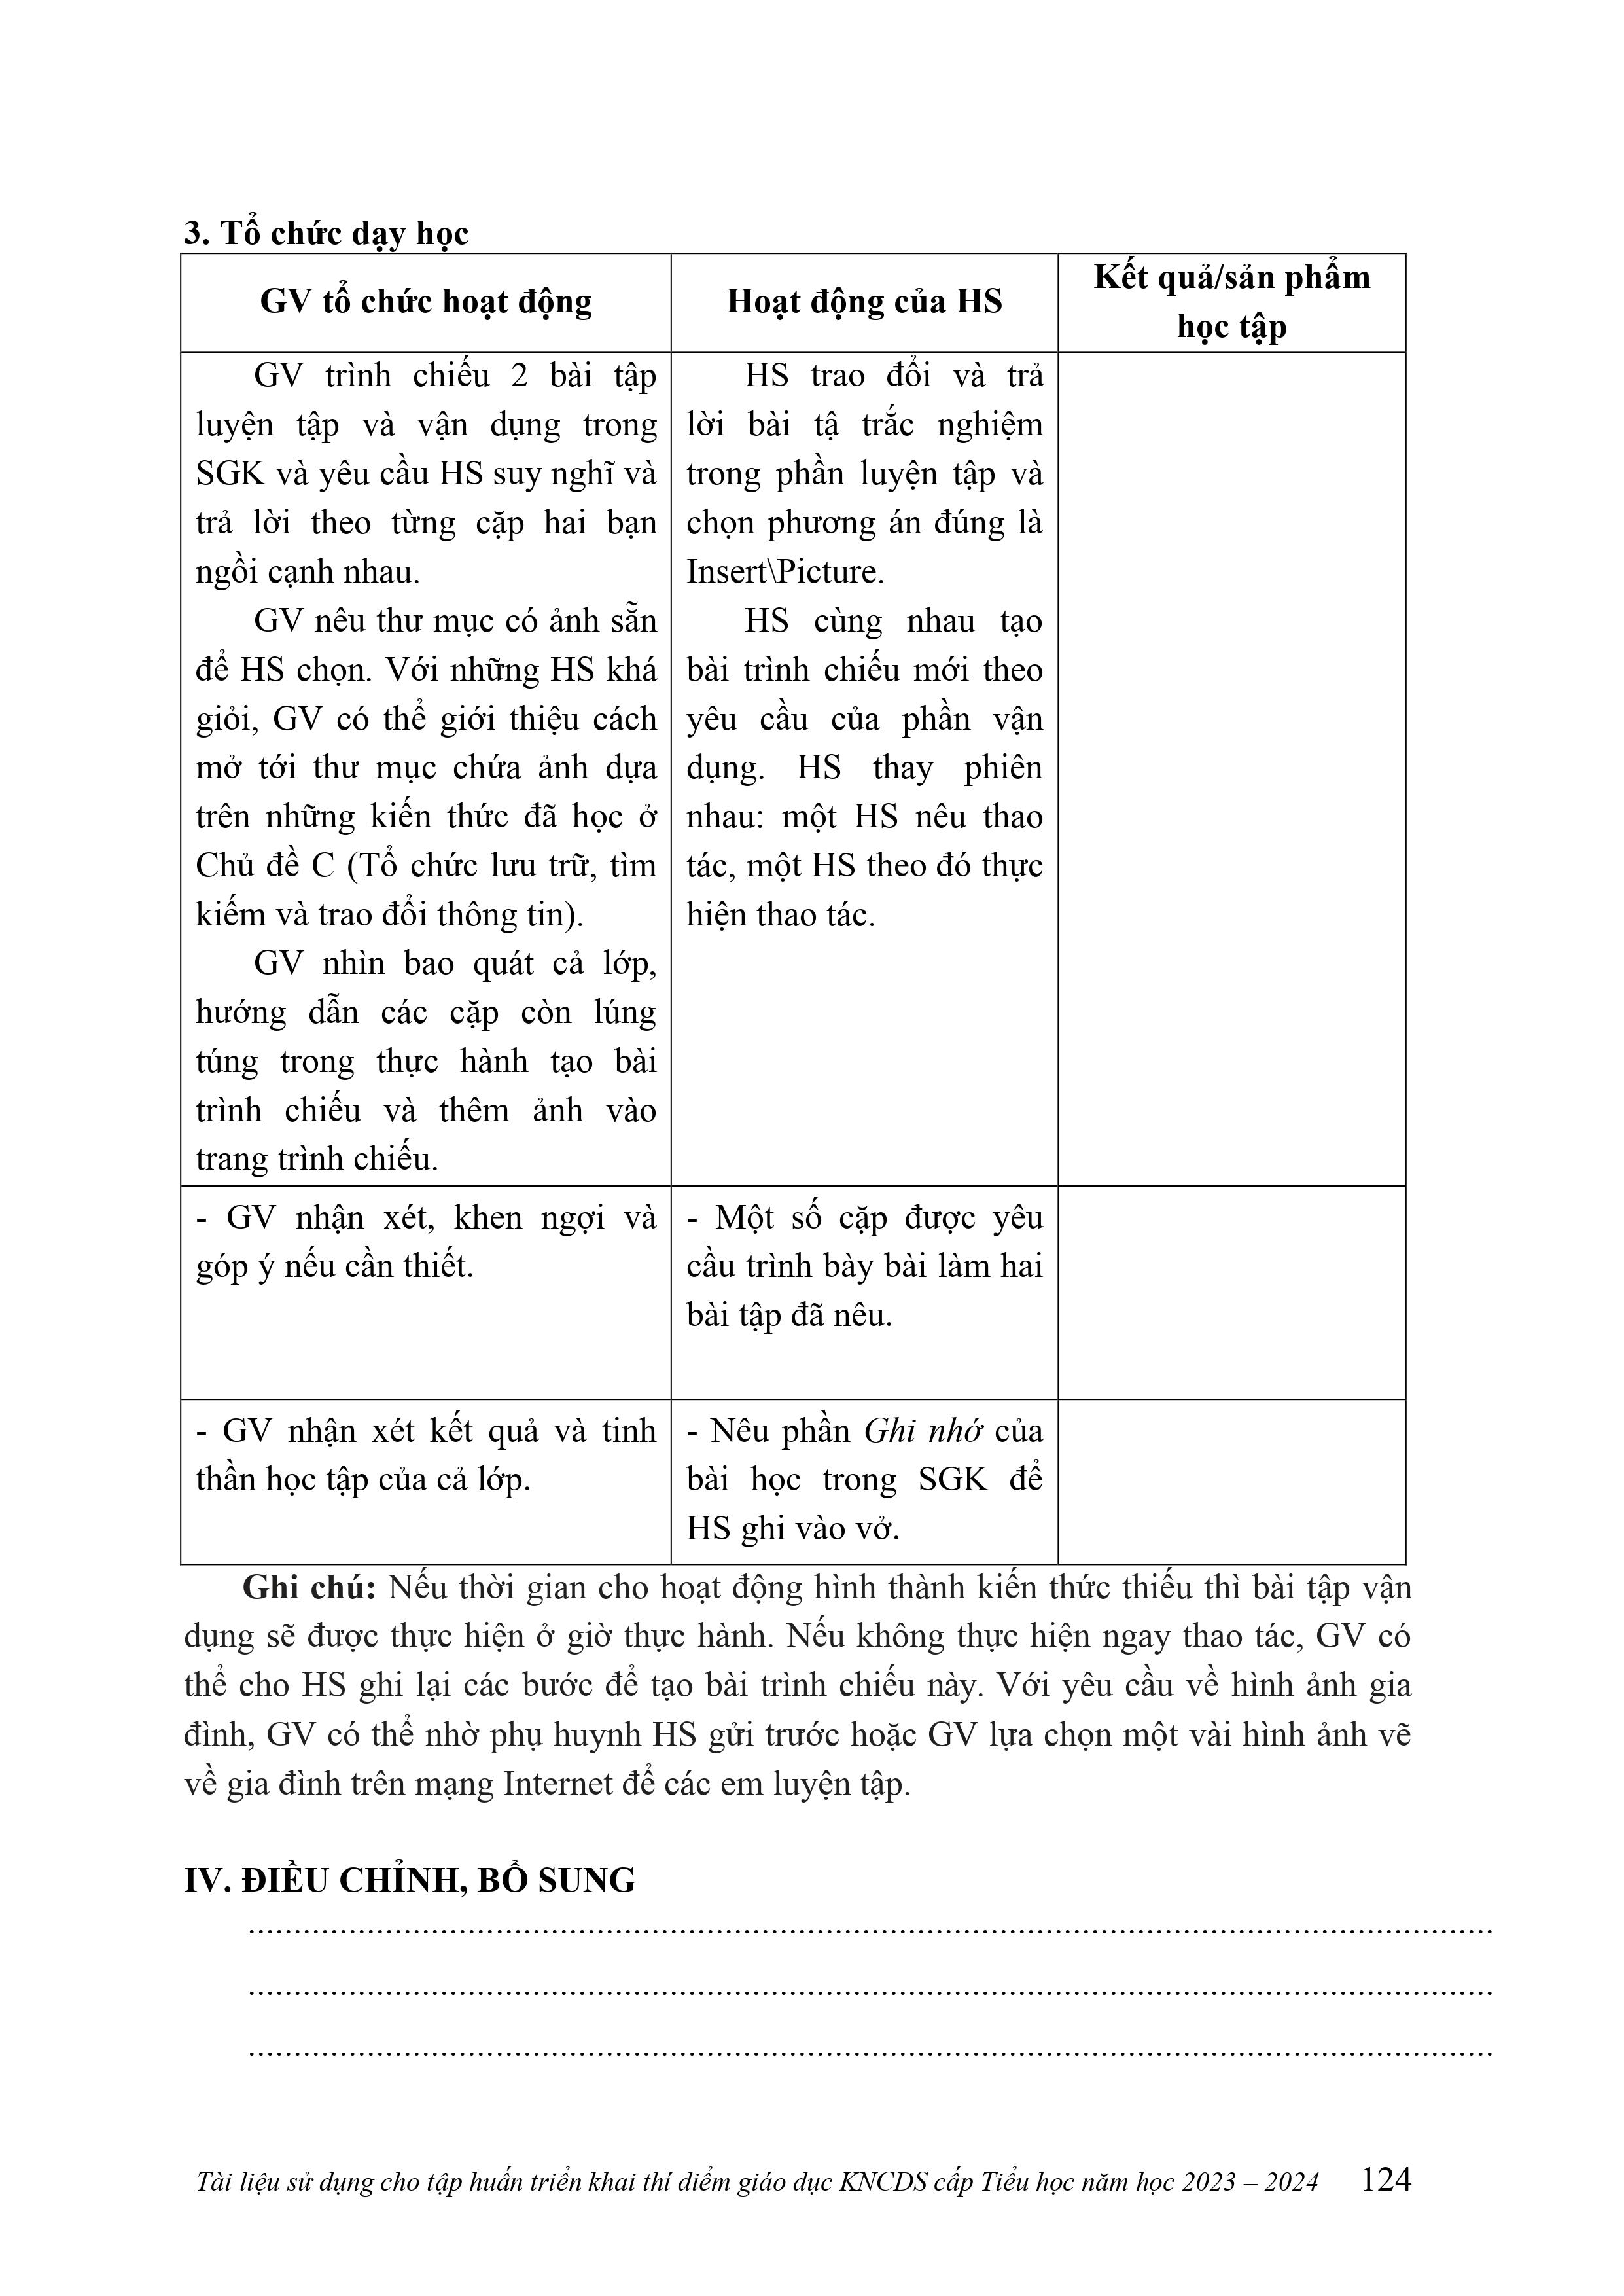 3. Tổ chức dạy học
GV tổ chức hoạt động
Hoạt động của HS
Kết quả/sản phẩm
học tập
GV trình chiếu 2 bài tập
luyện tập và vận dụng trong
SGK và yêu cầu HS suy nghĩ và
trả lời theo từng cặp hai bạn
ngồi cạnh nhau.
GV nêu thư mục có ảnh sẵn
để HS chọn. Với những HS khá
giỏi, GV có thể giới thiệu cách
mở tới thư mục chứa ảnh dựa
trên những kiến thức đã học ở
Chủ đề C (Tổ chức lưu trữ, tìm
kiếm và trao đổi thông tin).
GV nhìn bao quát cả lớp,
hướng dẫn các cặp còn lúng
túng trong thực hành tạo bài
trình chiếu và thêm ảnh vào
trang trình chiếu.
HS trao đổi và trả
lời bài tậ trắc nghiệm
trong phần luyện tập và
chọn phương án đúng là
Insert\Picture.
HS cùng nhau tạo
bài trình chiếu mới theo
yêu cầu của phần vận
dụng. HS thay phiên
nhau: một HS nêu thao
tác, một HS theo đó thực
hiện thao tác.
- GV nhận xét, khen ngợi và
góp ý nếu cần thiết.
- Một số cặp được yêu
cầu trình bày bài làm hai
bài tập đã nêu.
- GV nhận xét kết quả và tinh
thần học tập của cả lớp.
- Nêu phần Ghi nhớ của
bài học trong SGK để
HS ghi vào vở.
Ghi chú: Nếu thời gian cho hoạt động hình thành kiến thức thiếu thì bài tập vận
dụng sẽ được thực hiện ở giờ thực hành. Nếu không thực hiện ngay thao tác, GV có
thể cho HS ghi lại các bước để tạo bài trình chiếu này. Với yêu cầu về hình ảnh gia
đình, GV có thể nhờ phụ huynh HS gửi trước hoặc GV lựa chọn một vài hình ảnh vẽ
về gia đình trên mạng Internet để các em luyện tập.
IV. ĐIỀU CHỈNH, BỔ SUNG
Tài liệu sử dụng cho tập huấn triển khai thí điểm giáo dục KNCDS cấp Tiểu học năm học 2023 – 2024 124